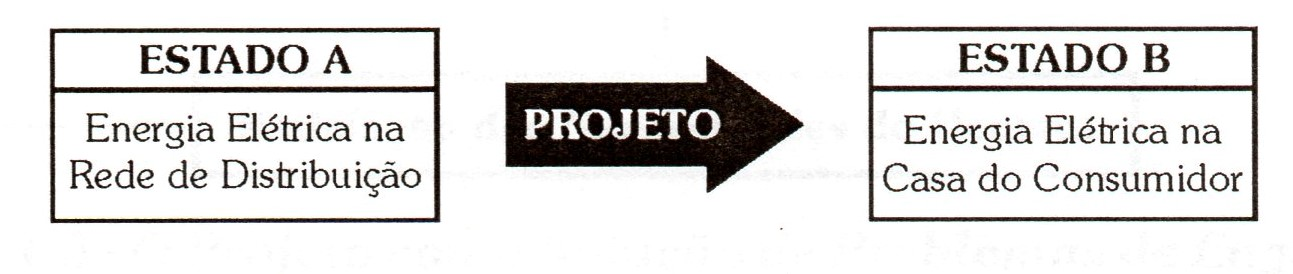 ESTADO A
Energia Elétrica na
Rede de Distribuição
PROJETO
ESTADO B
Energia Elétrica na
Casa do Consumidor